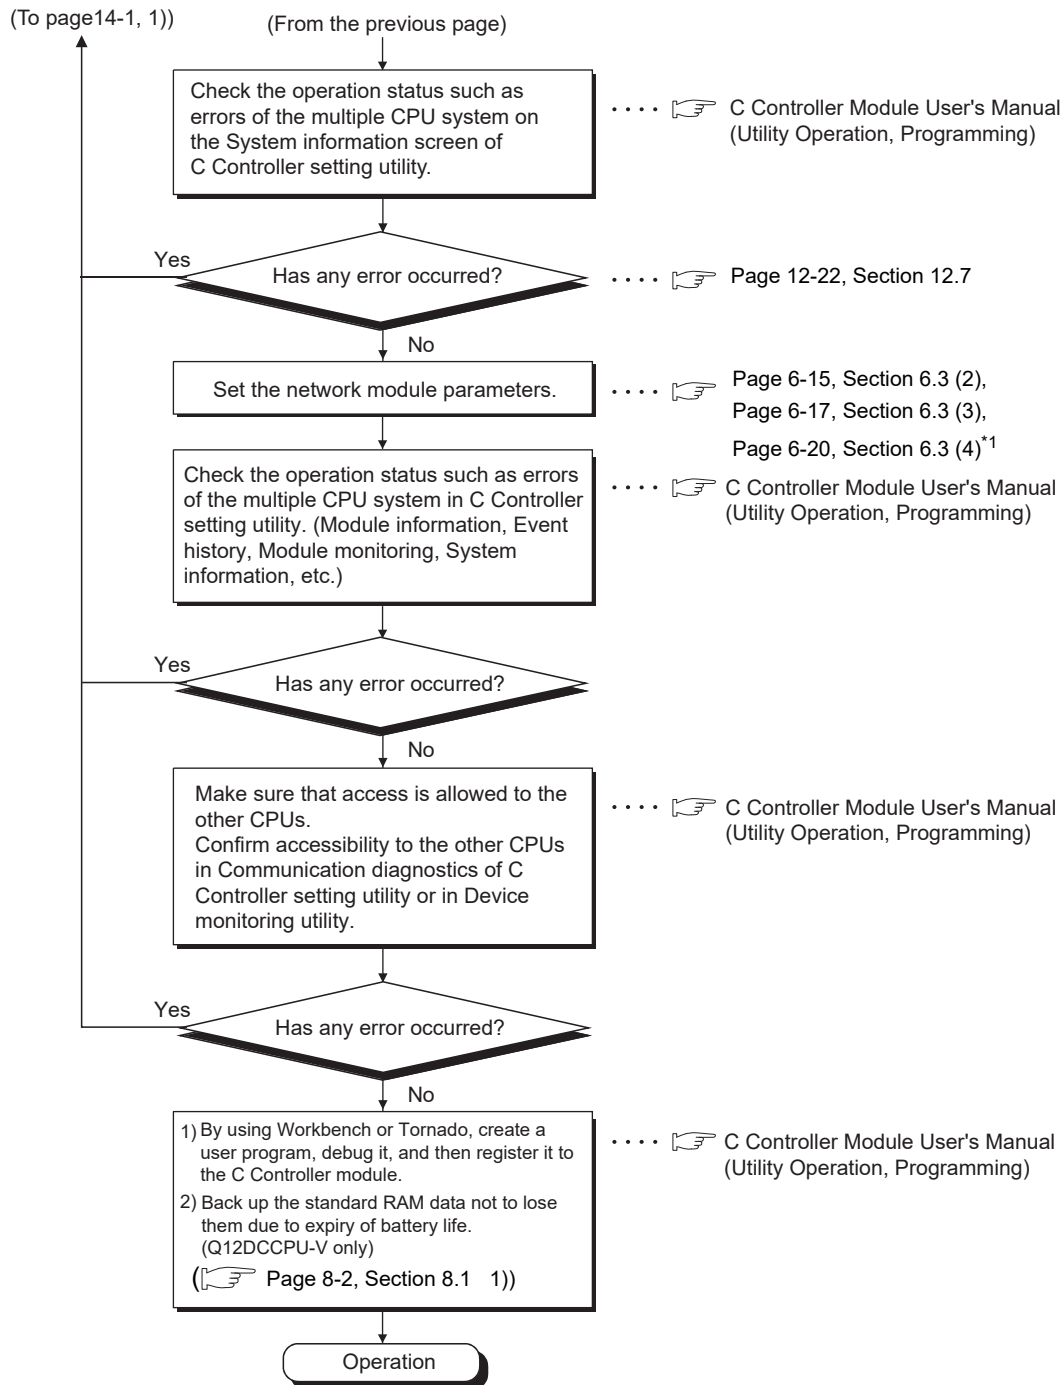 (To page14-1, 1))
(From the previous page)
Check the operation status such as
errors of the multiple CPU system on
the System information screen of
C Controller setting utility.
C Controller Module User's Manual
(Utility Operation, Programming)
Yes
Has any error occurred?
Page 12-22, Section 12.7
No
Set the network module parameters.
Page 6-15, Section 6.3 (2),
Page 6-17, Section 6.3 (3),
Page 6-20, Section 6.3 (4)*1
Check the operation status such as errors
of the multiple CPU system in C Controller
setting utility. (Module information, Event
history, Module monitoring, System
information, etc.)
C Controller Module User's Manual
(Utility Operation, Programming)
Yes
Has any error occurred?
No
Make sure that access is allowed to the
other CPUs.
Confirm accessibility to the other CPUs
in Communication diagnostics of C
Controller setting utility or in Device
monitoring utility.
C Controller Module User's Manual
(Utility Operation, Programming)
Yes
Has any error occurred?
No
1) By using Workbench or Tornado, create a
user program, debug it, and then register it to
the C Controller module.
2) Back up the standard RAM data not to lose
them due to expiry of battery life.
(Q12DCCPU-V only)
( Page 8-2, Section 8.1 1))
C Controller Module User's Manual
(Utility Operation, Programming)
Operation